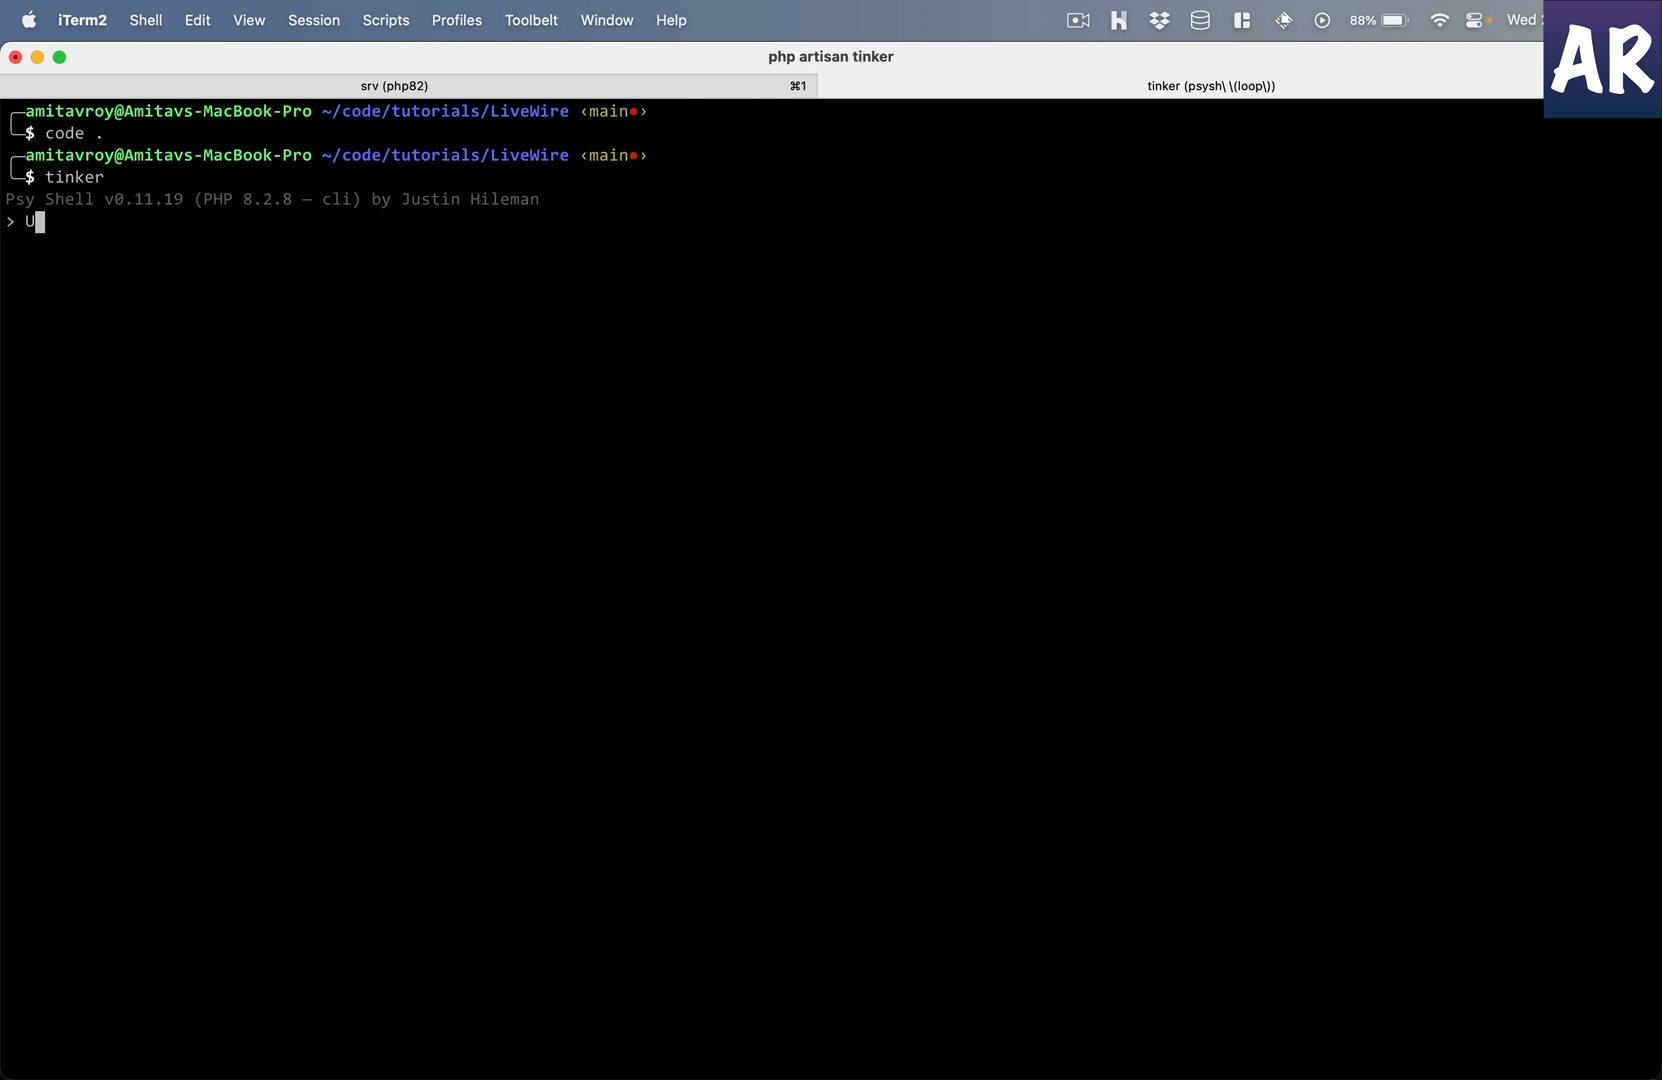 iTerm2 Shell Edit View Session Scripts Profiles Toolbelt Window Help 88% Wed
AR
php artisan tinker
srv (php82) ⌘1 tinker (psysh\ \(loop\))
amitavroy@Amitavs-MacBook-Pro ~/code/tutorials/LiveWire ‹main●›
$ code .
amitavroy@Amitavs-MacBook-Pro ~/code/tutorials/LiveWire ‹main●›
$ tinker
Psy Shell v0.11.19 (PHP 8.2.8 — cli) by Justin Hileman
> U